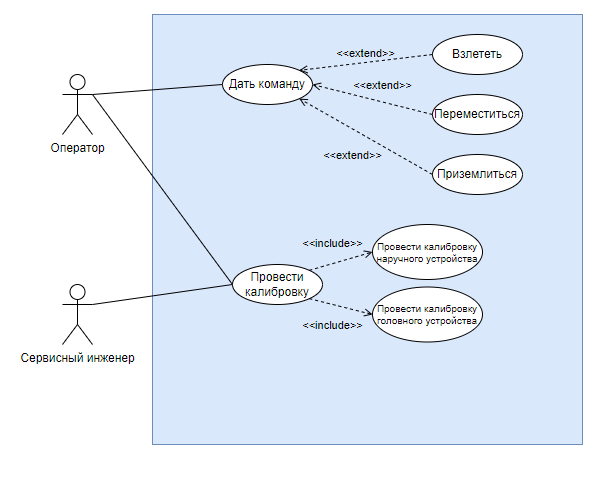 <<extend>>
Взлететь
Дать команду
<<extend>>
Переместиться
Оператор
<<extend>>
Приземлиться
<<include>>
Провести калибровку
наручного устройства
Провести
калибровку
Провести калибровку
головного устройства
<<include>>
Сервисный инженер